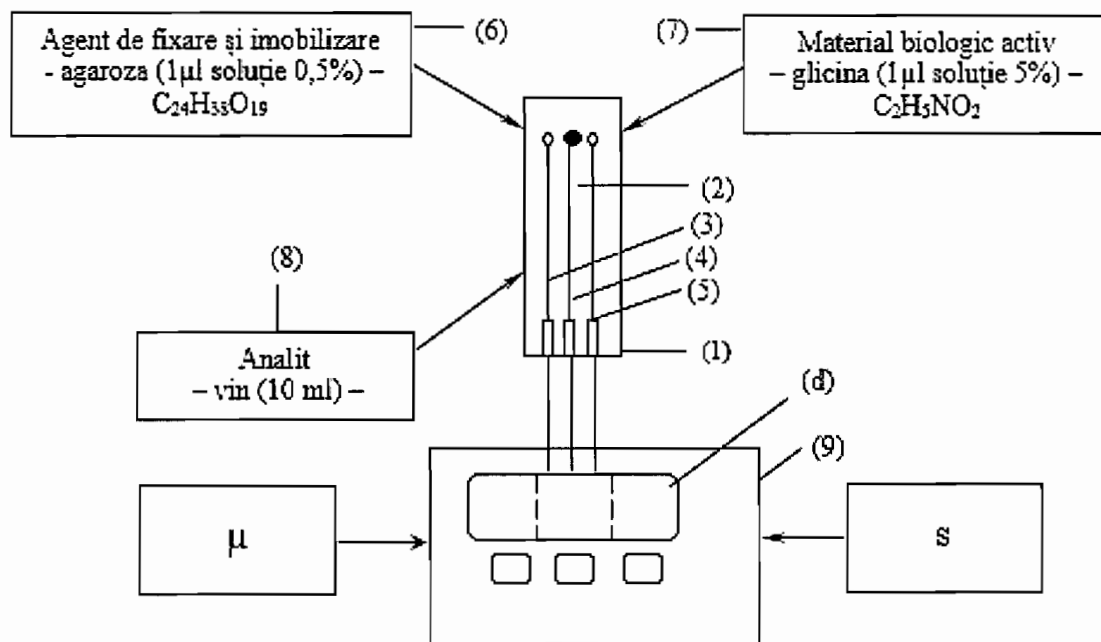 (6)
Agent de fixare și imobilizare
- agaroza (1µl soluție 0,5%) –
C₂₄H₃₈O₁₉
(7)
Material biologic activ
– glicina (1µl soluție 5%) –
C₂H₅NO₂
(2)
(3)
(4)
(5)
(1)
(8)
Analit
– vin (10 ml) –
(d)
(9)
µ
s